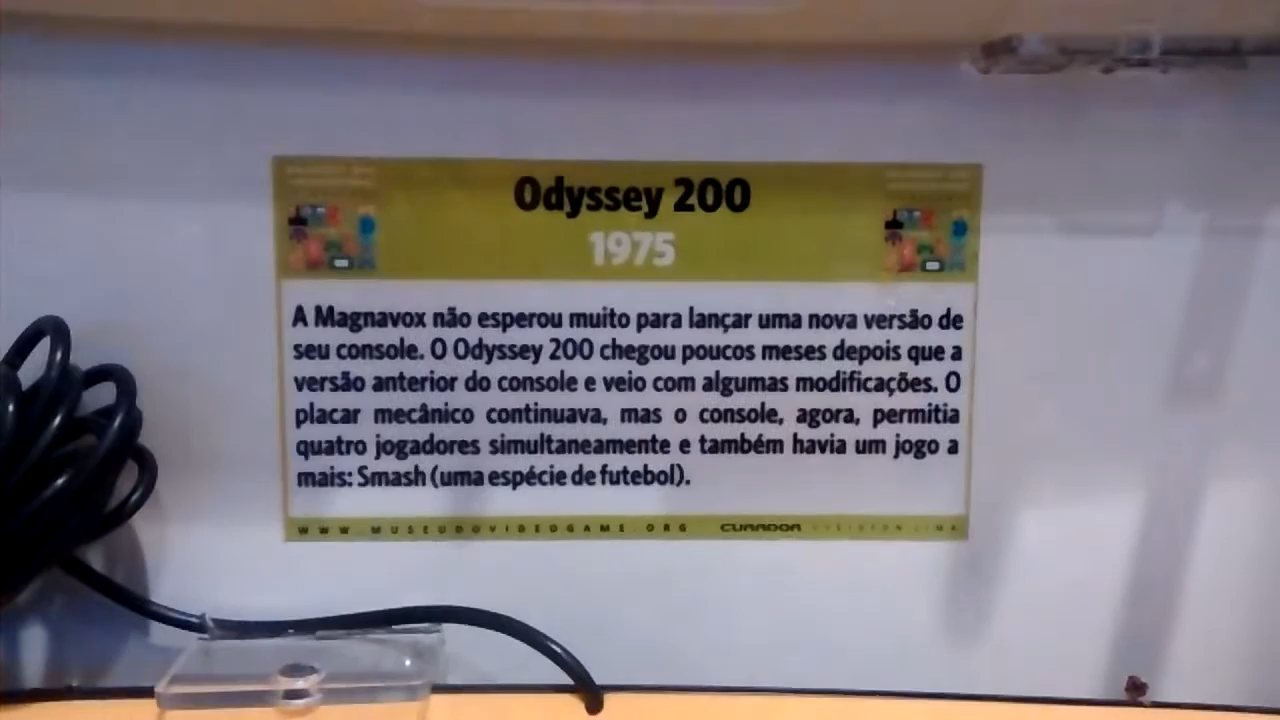 Odyssey 200
1975
A Magnavox não esperou muito para lançar uma nova versão de
seu console. O Odyssey 200 chegou poucos meses depois que a
versão anterior do console e veio com algumas modificações. O
placar mecânico continuava, mas o console, agora, permitia
quatro jogadores simultaneamente e também havia um jogo a
mais: Smash (uma espécie de futebol).
WWW.MUSEUDOVIDEOGAME.ORG CURADOR